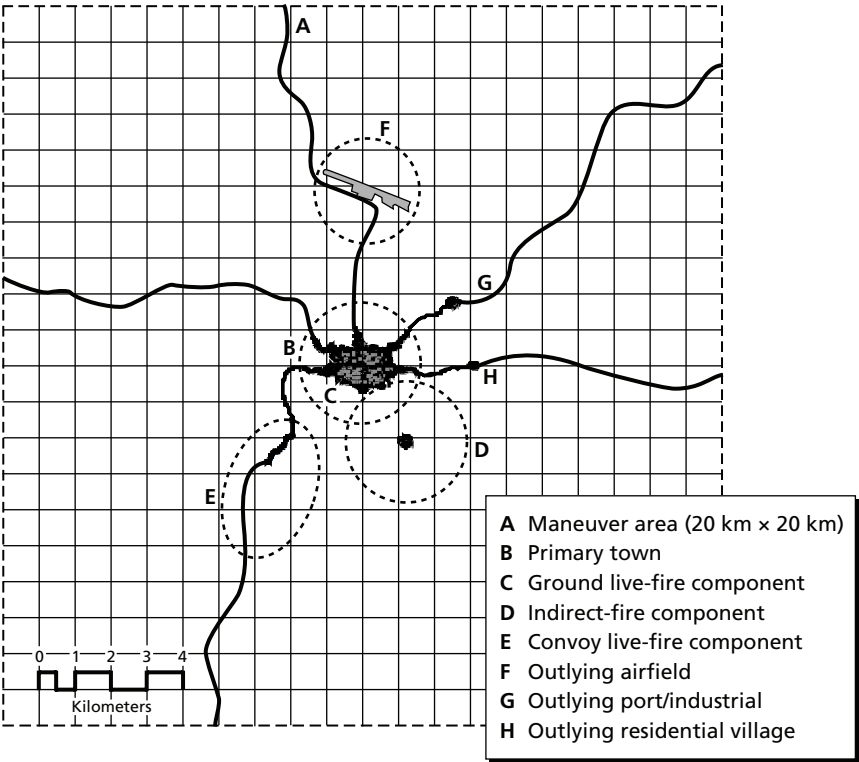 A
F
G
B
H
C
D
E
A Maneuver area (20 km × 20 km)
B Primary town
C Ground live-fire component
D Indirect-fire component
E Convoy live-fire component
F Outlying airfield
G Outlying port/industrial
H Outlying residential village
0 1 2 3 4
Kilometers